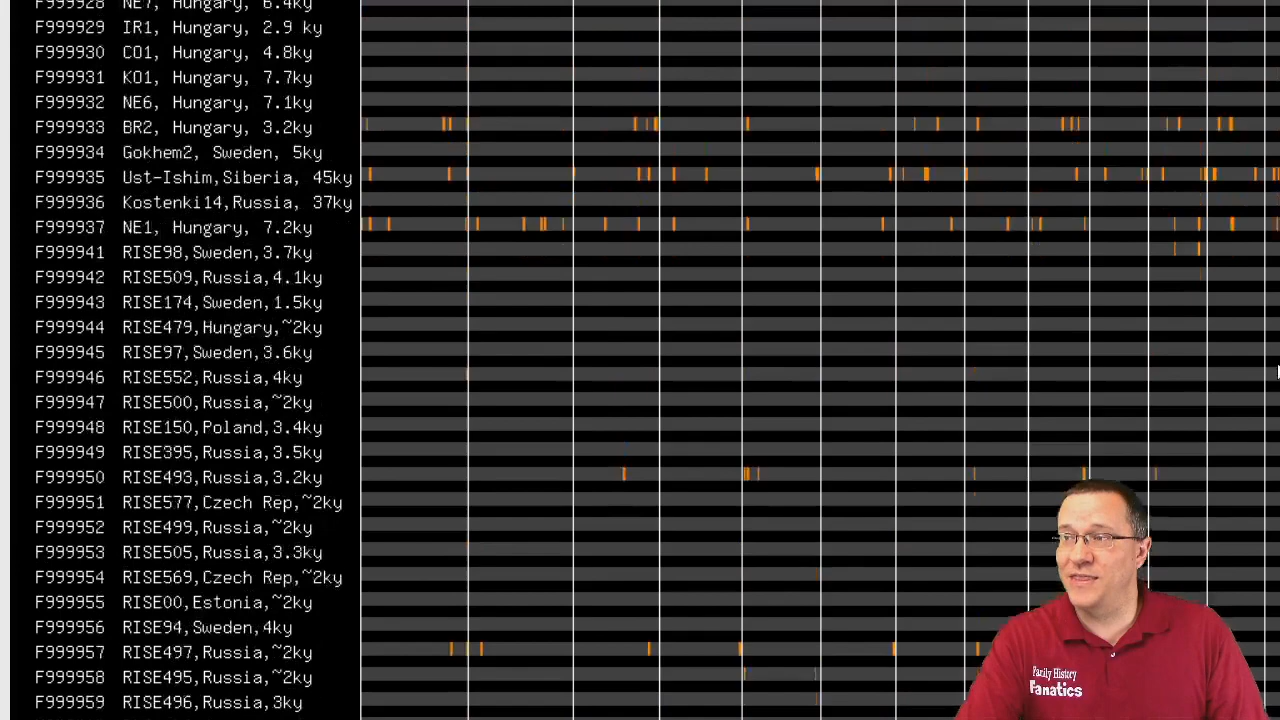 F999928 NE7, Hungary, 6.4ky
F999929 IR1, Hungary, 2.9 ky
F999930 CO1, Hungary, 4.8ky
F999931 KO1, Hungary, 7.7ky
F999932 NE6, Hungary, 7.1ky
F999933 BR2, Hungary, 3.2ky
F999934 Gokhem2, Sweden, 5ky
F999935 Ust-Ishim,Siberia, 45ky
F999936 Kostenki14,Russia, 37ky
F999937 NE1, Hungary, 7.2ky
F999941 RISE98,Sweden,3.7ky
F999942 RISE509,Russia,4.1ky
F999943 RISE174,Sweden,1.5ky
F999944 RISE479,Hungary,~2ky
F999945 RISE97,Sweden,3.6ky
F999946 RISE552,Russia,4ky
F999947 RISE500,Russia,~2ky
F999948 RISE150,Poland,3.4ky
F999949 RISE395,Russia,3.5ky
F999950 RISE493,Russia,3.2ky
F999951 RISE577,Czech Rep,~2ky
F999952 RISE499,Russia,~2ky
F999953 RISE505,Russia,3.3ky
F999954 RISE569,Czech Rep,~2ky
F999955 RISE00,Estonia,~2ky
F999956 RISE94,Sweden,4ky
F999957 RISE497,Russia,~2ky
F999958 RISE495,Russia,~2ky
F999959 RISE496,Russia,3ky
Family History
Fanatics